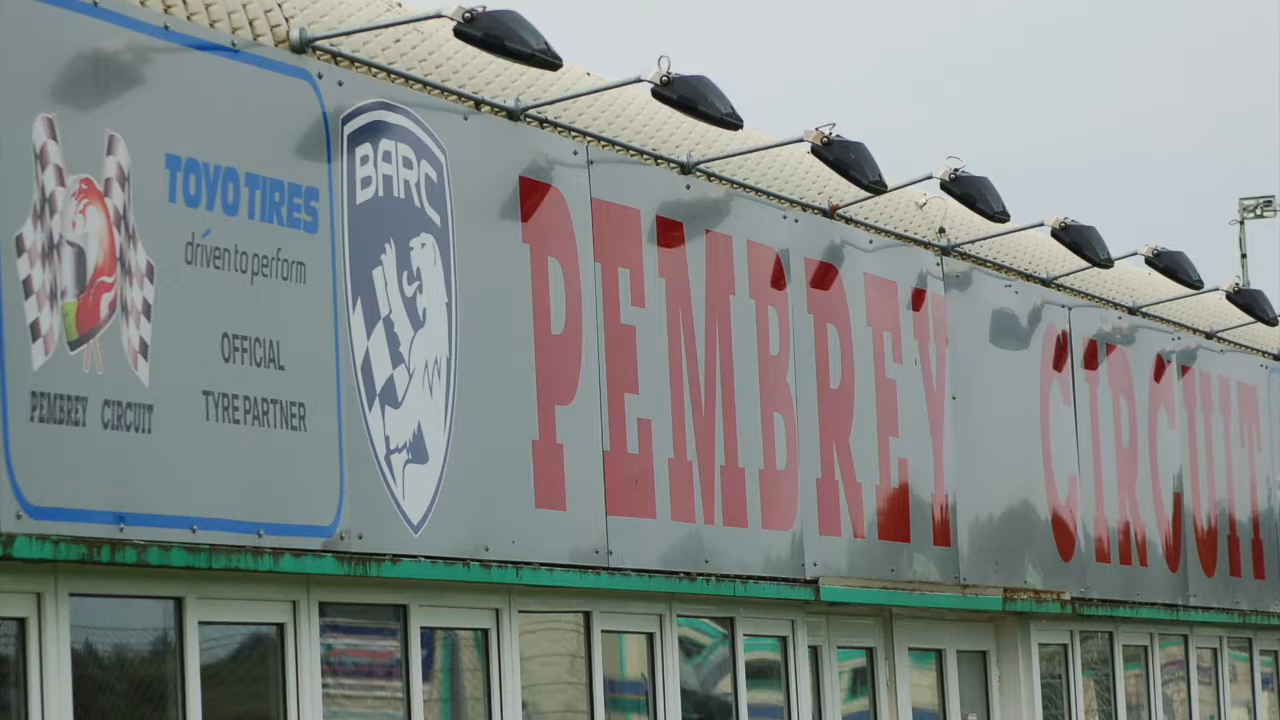 TOYO TIRES
driven to perform
OFFICIAL
TYRE PARTNER
PEMBREY CIRCUIT
BARC
PEMBREY CIRCUIT